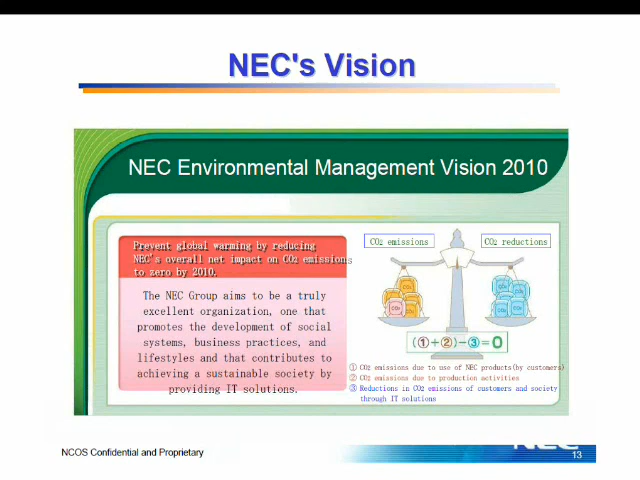 NEC's Vision
NEC Environmental Management Vision 2010
Prevent global warming by reducing
NEC's overall net impact on CO2 emissions
to zero by 2010.
The NEC Group aims to be a truly
excellent organization, one that
promotes the development of social
systems, business practices, and
lifestyles and that contributes to
achieving a sustainable society by
providing IT solutions.
CO2 emissions
CO2 reductions
(①+②)-③=0
① CO2 emissions due to use of NEC products(by customers)
② CO2 emissions due to production activities
③ Reductions in CO2 emissions of customers and society
through IT solutions
NEC
NCOS Confidential and Proprietary
13